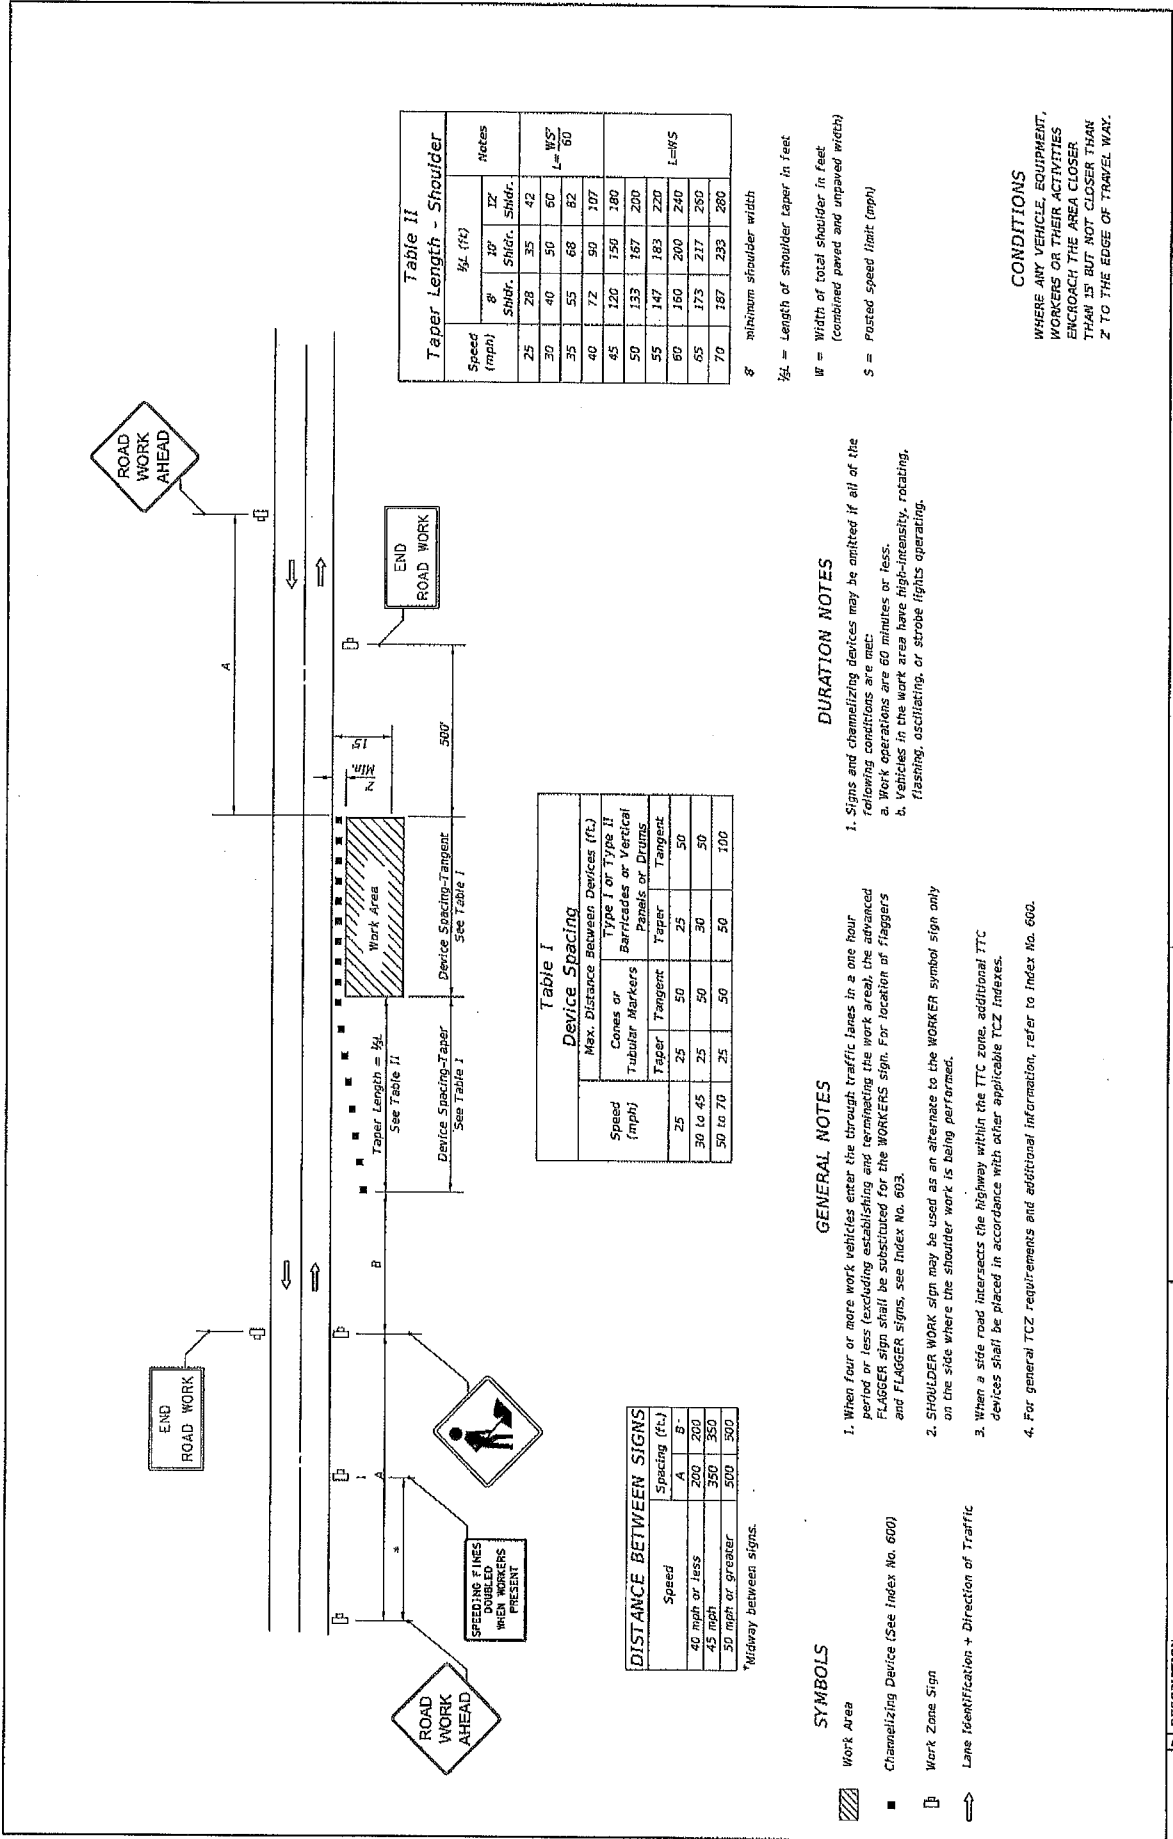 ROAD
WORK
AHEAD
END
ROAD WORK
A
END
ROAD WORK
B
Taper Length = ⅓L
See Table II
Device Spacing-Taper
See Table I
Work Area
Device Spacing-Tangent
See Table I
2'
Min.
15'
500'
A
*
SPEEDING FINES
DOUBLED
WHEN WORKERS
PRESENT
ROAD
WORK
AHEAD
Table II
Taper Length - Shoulder
Speed (mph) ⅓L (ft) Notes
8' Shldr. 10' Shldr. 12' Shldr.
25 28 35 42
30 40 50 60
35 55 68 82
40 72 90 107
L= WS²/60
45 120 150 180
50 133 167 200
55 147 183 220
60 160 200 240
65 173 217 260
70 187 233 280
L=WS
8' minimum shoulder width
⅓L = Length of shoulder taper in feet
W = Width of total shoulder in feet
(combined paved and unpaved width)
S = Posted speed limit (mph)
Table I
Device Spacing
Speed (mph) Max. Distance Between Devices (ft.)
Cones or Tubular Markers Type I or Type II Barricades or Vertical Panels or Drums
Taper Tangent Taper Tangent
25 25 50 25 50
30 to 45 25 50 30 50
50 to 70 25 50 50 100
DISTANCE BETWEEN SIGNS
Speed Spacing (ft.)
A B
40 mph or less 200 200
45 mph 350 350
50 mph or greater 500 500
*Midway between signs.
SYMBOLS
Work Area
Channelizing Device (See Index No. 600)
Work Zone Sign
Lane Identification + Direction of Traffic
GENERAL NOTES
1. When four or more work vehicles enter the through traffic lanes in a one hour
period or less (excluding establishing and terminating the work area), the advanced
FLAGGER sign shall be substituted for the WORKERS sign. For location of flaggers
and FLAGGER signs, see Index No. 603.
2. SHOULDER WORK sign may be used as an alternate to the WORKER symbol sign only
on the side where the shoulder work is being performed.
3. When a side road intersects the highway within the TTC zone, additional TTC
devices shall be placed in accordance with other applicable TCZ Indexes.
4. For general TCZ requirements and additional information, refer to Index No. 600.
DURATION NOTES
1. Signs and channelizing devices may be omitted if all of the
following conditions are met:
a. Work operations are 60 minutes or less.
b. Vehicles in the work area have high-intensity, rotating,
flashing, oscillating, or strobe lights operating.
CONDITIONS
WHERE ANY VEHICLE, EQUIPMENT,
WORKERS OR THEIR ACTIVITIES
ENCROACH THE AREA CLOSER
THAN 15' BUT NOT CLOSER THAN
2' TO THE EDGE OF TRAVEL WAY.